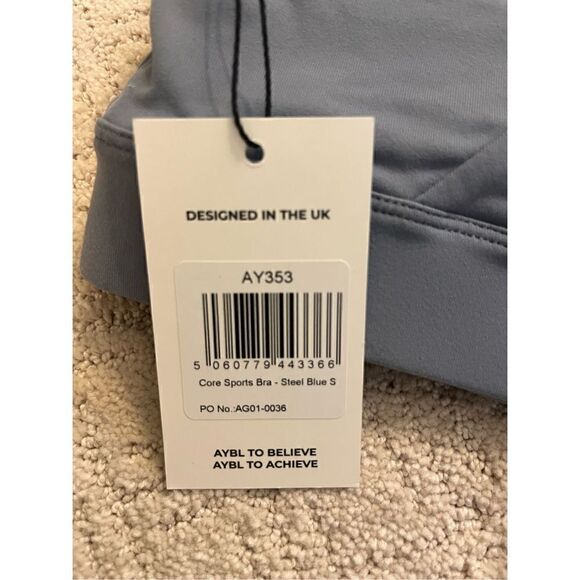 DESIGNED IN THE UK
AY353
5 060779 443366
Core Sports Bra - Steel Blue S
PO No.:AG01-0036
AYBL TO BELIEVE
AYBL TO ACHIEVE